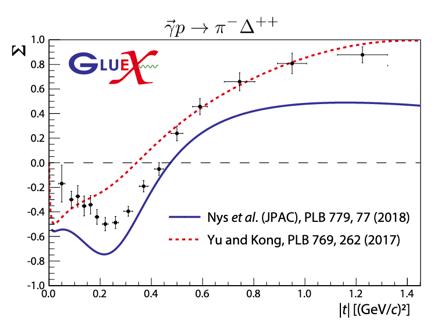 γ⃗p → π⁻Δ⁺⁺
Σ
1.0
0.8
0.6
0.4
0.2
0.0
-0.2
-0.4
-0.6
-0.8
-1.0
GLUEX
Nys et al. (JPAC), PLB 779, 77 (2018)
Yu and Kong, PLB 769, 262 (2017)
0.0 0.2 0.4 0.6 0.8 1.0 1.2 1.4
|t| [(GeV/c)²]